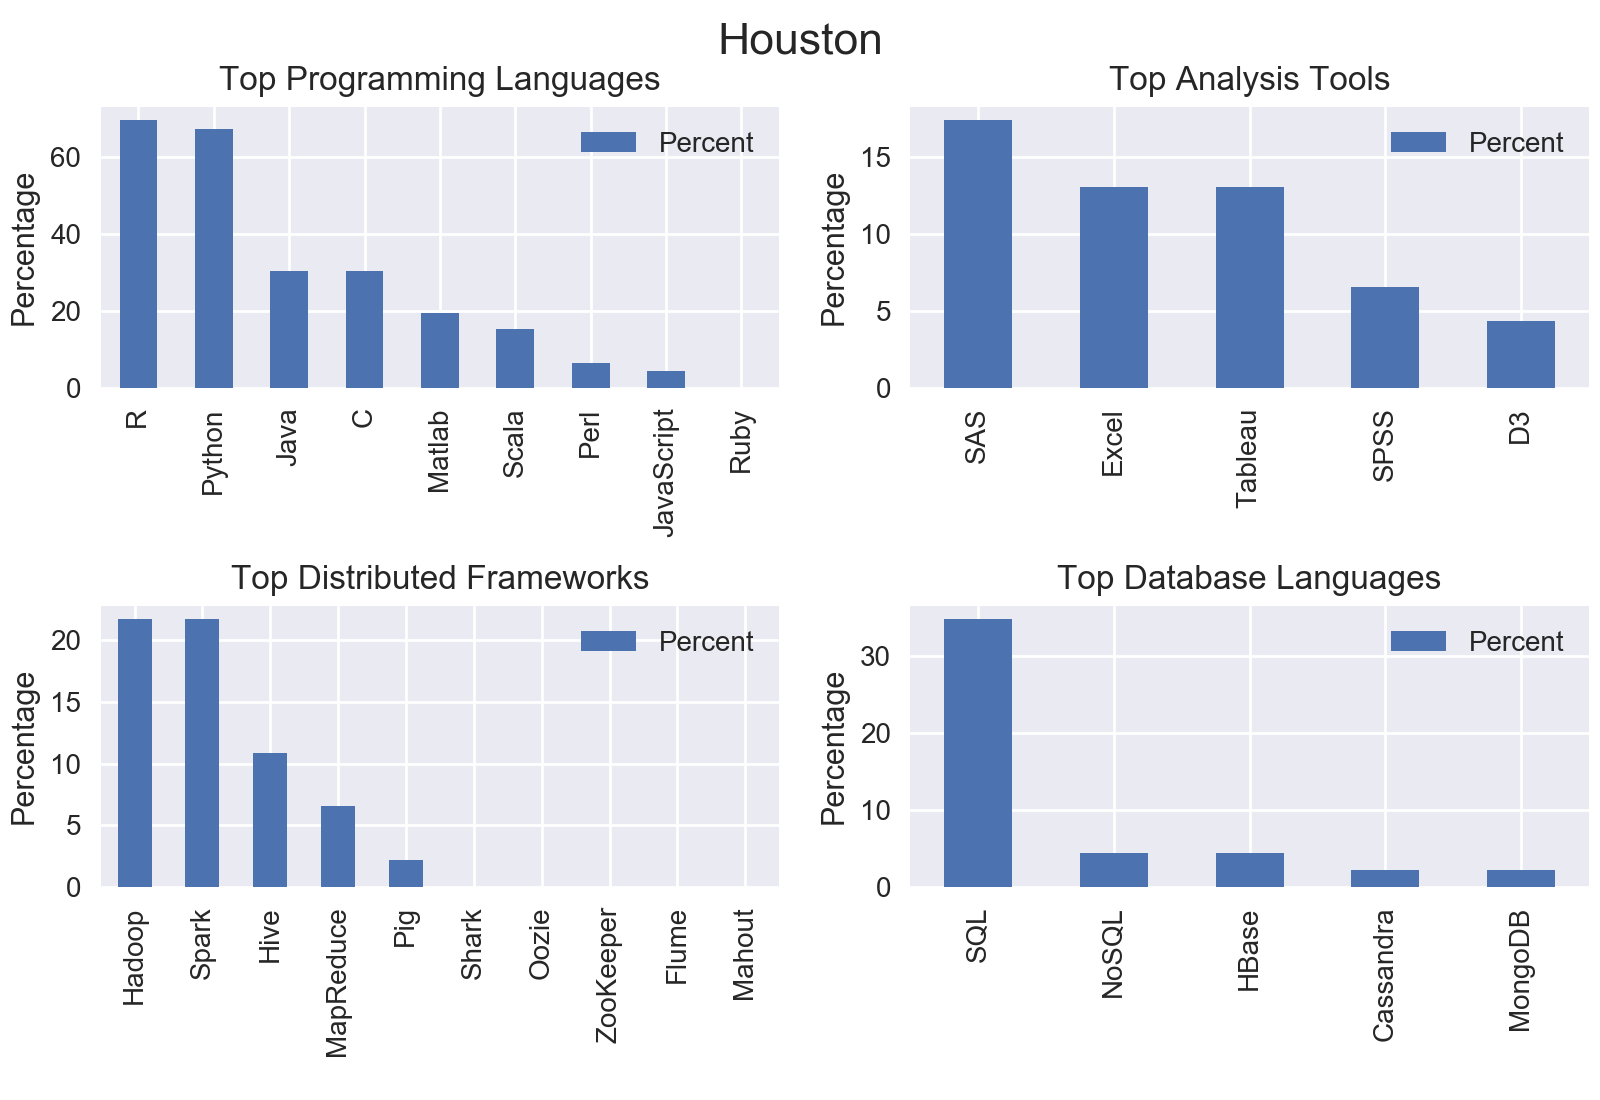 Houston
Top Programming Languages
Percentage
60
40
20
0
Percent
R
Python
Java
C
Matlab
Scala
Perl
JavaScript
Ruby
Top Analysis Tools
Percentage
15
10
5
0
Percent
SAS
Excel
Tableau
SPSS
D3
Top Distributed Frameworks
Percentage
20
15
10
5
0
Percent
Hadoop
Spark
Hive
MapReduce
Pig
Shark
Oozie
ZooKeeper
Flume
Mahout
Top Database Languages
Percentage
30
20
10
0
Percent
SQL
NoSQL
HBase
Cassandra
MongoDB